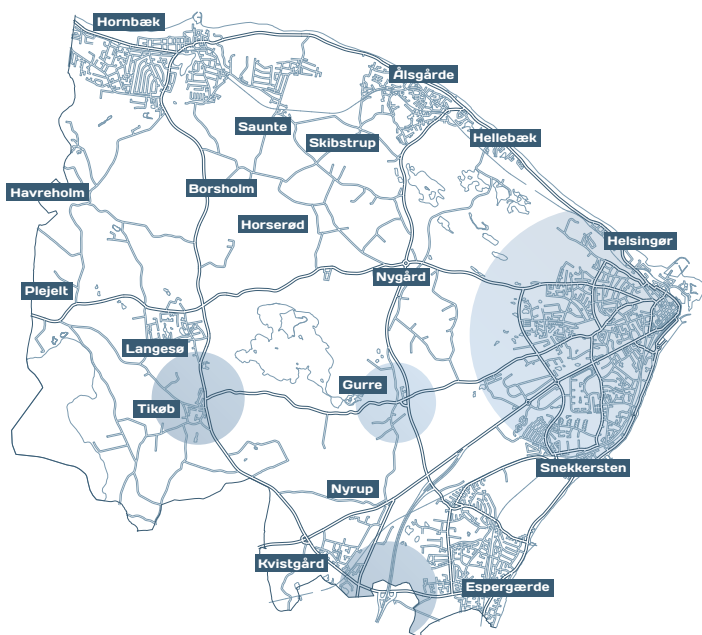 Hornbæk
Ålsgårde
Saunte
Skibstrup
Hellebæk
Havreholm
Borsholm
Horserød
Helsingør
Nygård
Plejelt
Langesø
Gurre
Tikøb
Snekkersten
Nyrup
Kvistgård
Espergærde